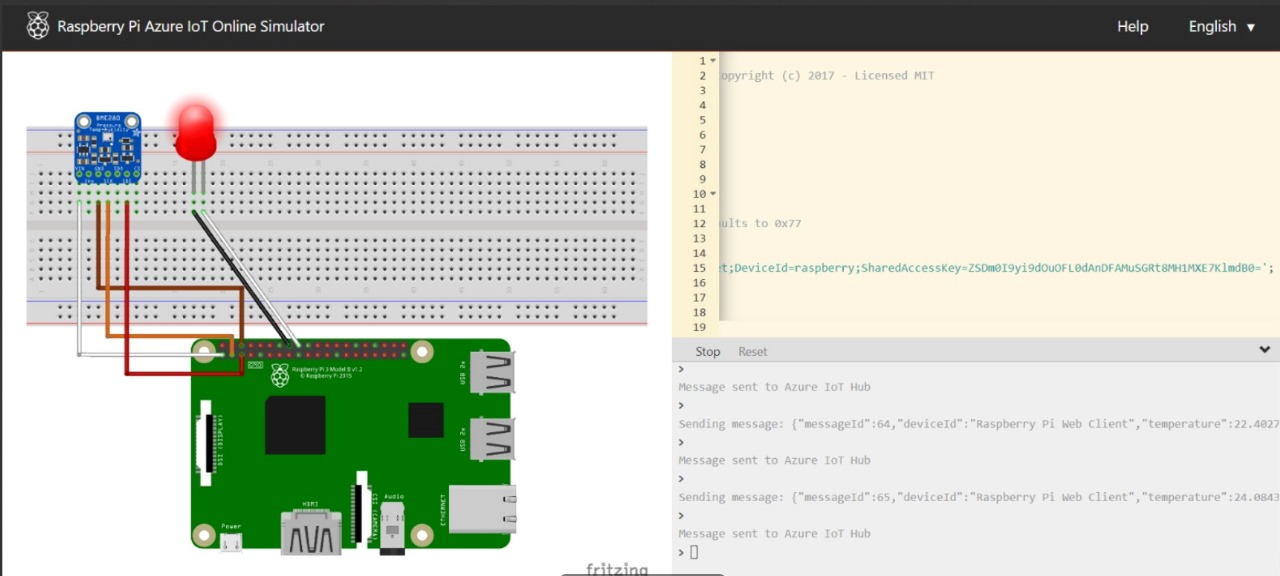 Raspberry Pi Azure IoT Online Simulator
Help
English ▼
BME280
Pressure
Raspberry Pi 3 Model B v1.2
© Raspberry Pi 2015
GPIO
DSI (DISPLAY)
USB 2x
USB 2x
ETHERNET
Power
HDMI
CSI (CAMERA)
Audio
fritzing
1
2 opyright (c) 2017 - Licensed MIT
3
4
5
6
7
8
9
10
11
12 ults to 0x77
13
14
15 et;DeviceId=raspberry;SharedAccessKey=ZSDm0I9yi9dOuOFL0dAnDFAMuSGRt8MH1MXE7KlmdB0=';
16
17
18
19
Stop Reset
>
Message sent to Azure IoT Hub
>
Sending message: {"messageId":64,"deviceId":"Raspberry Pi Web Client","temperature":22.4027
>
Message sent to Azure IoT Hub
>
Sending message: {"messageId":65,"deviceId":"Raspberry Pi Web Client","temperature":24.0843
>
Message sent to Azure IoT Hub
>